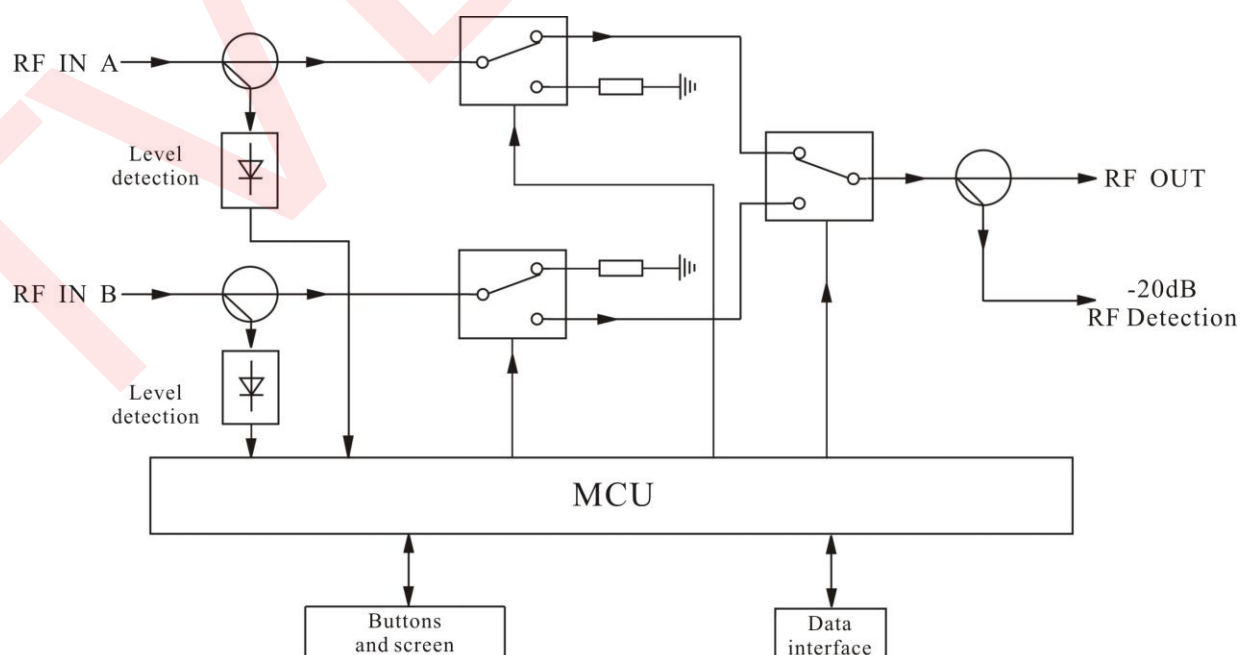 RF IN A
Level
detection
RF OUT
RF IN B
-20dB
RF Detection
Level
detection
MCU
Buttons
and screen
Data
interface